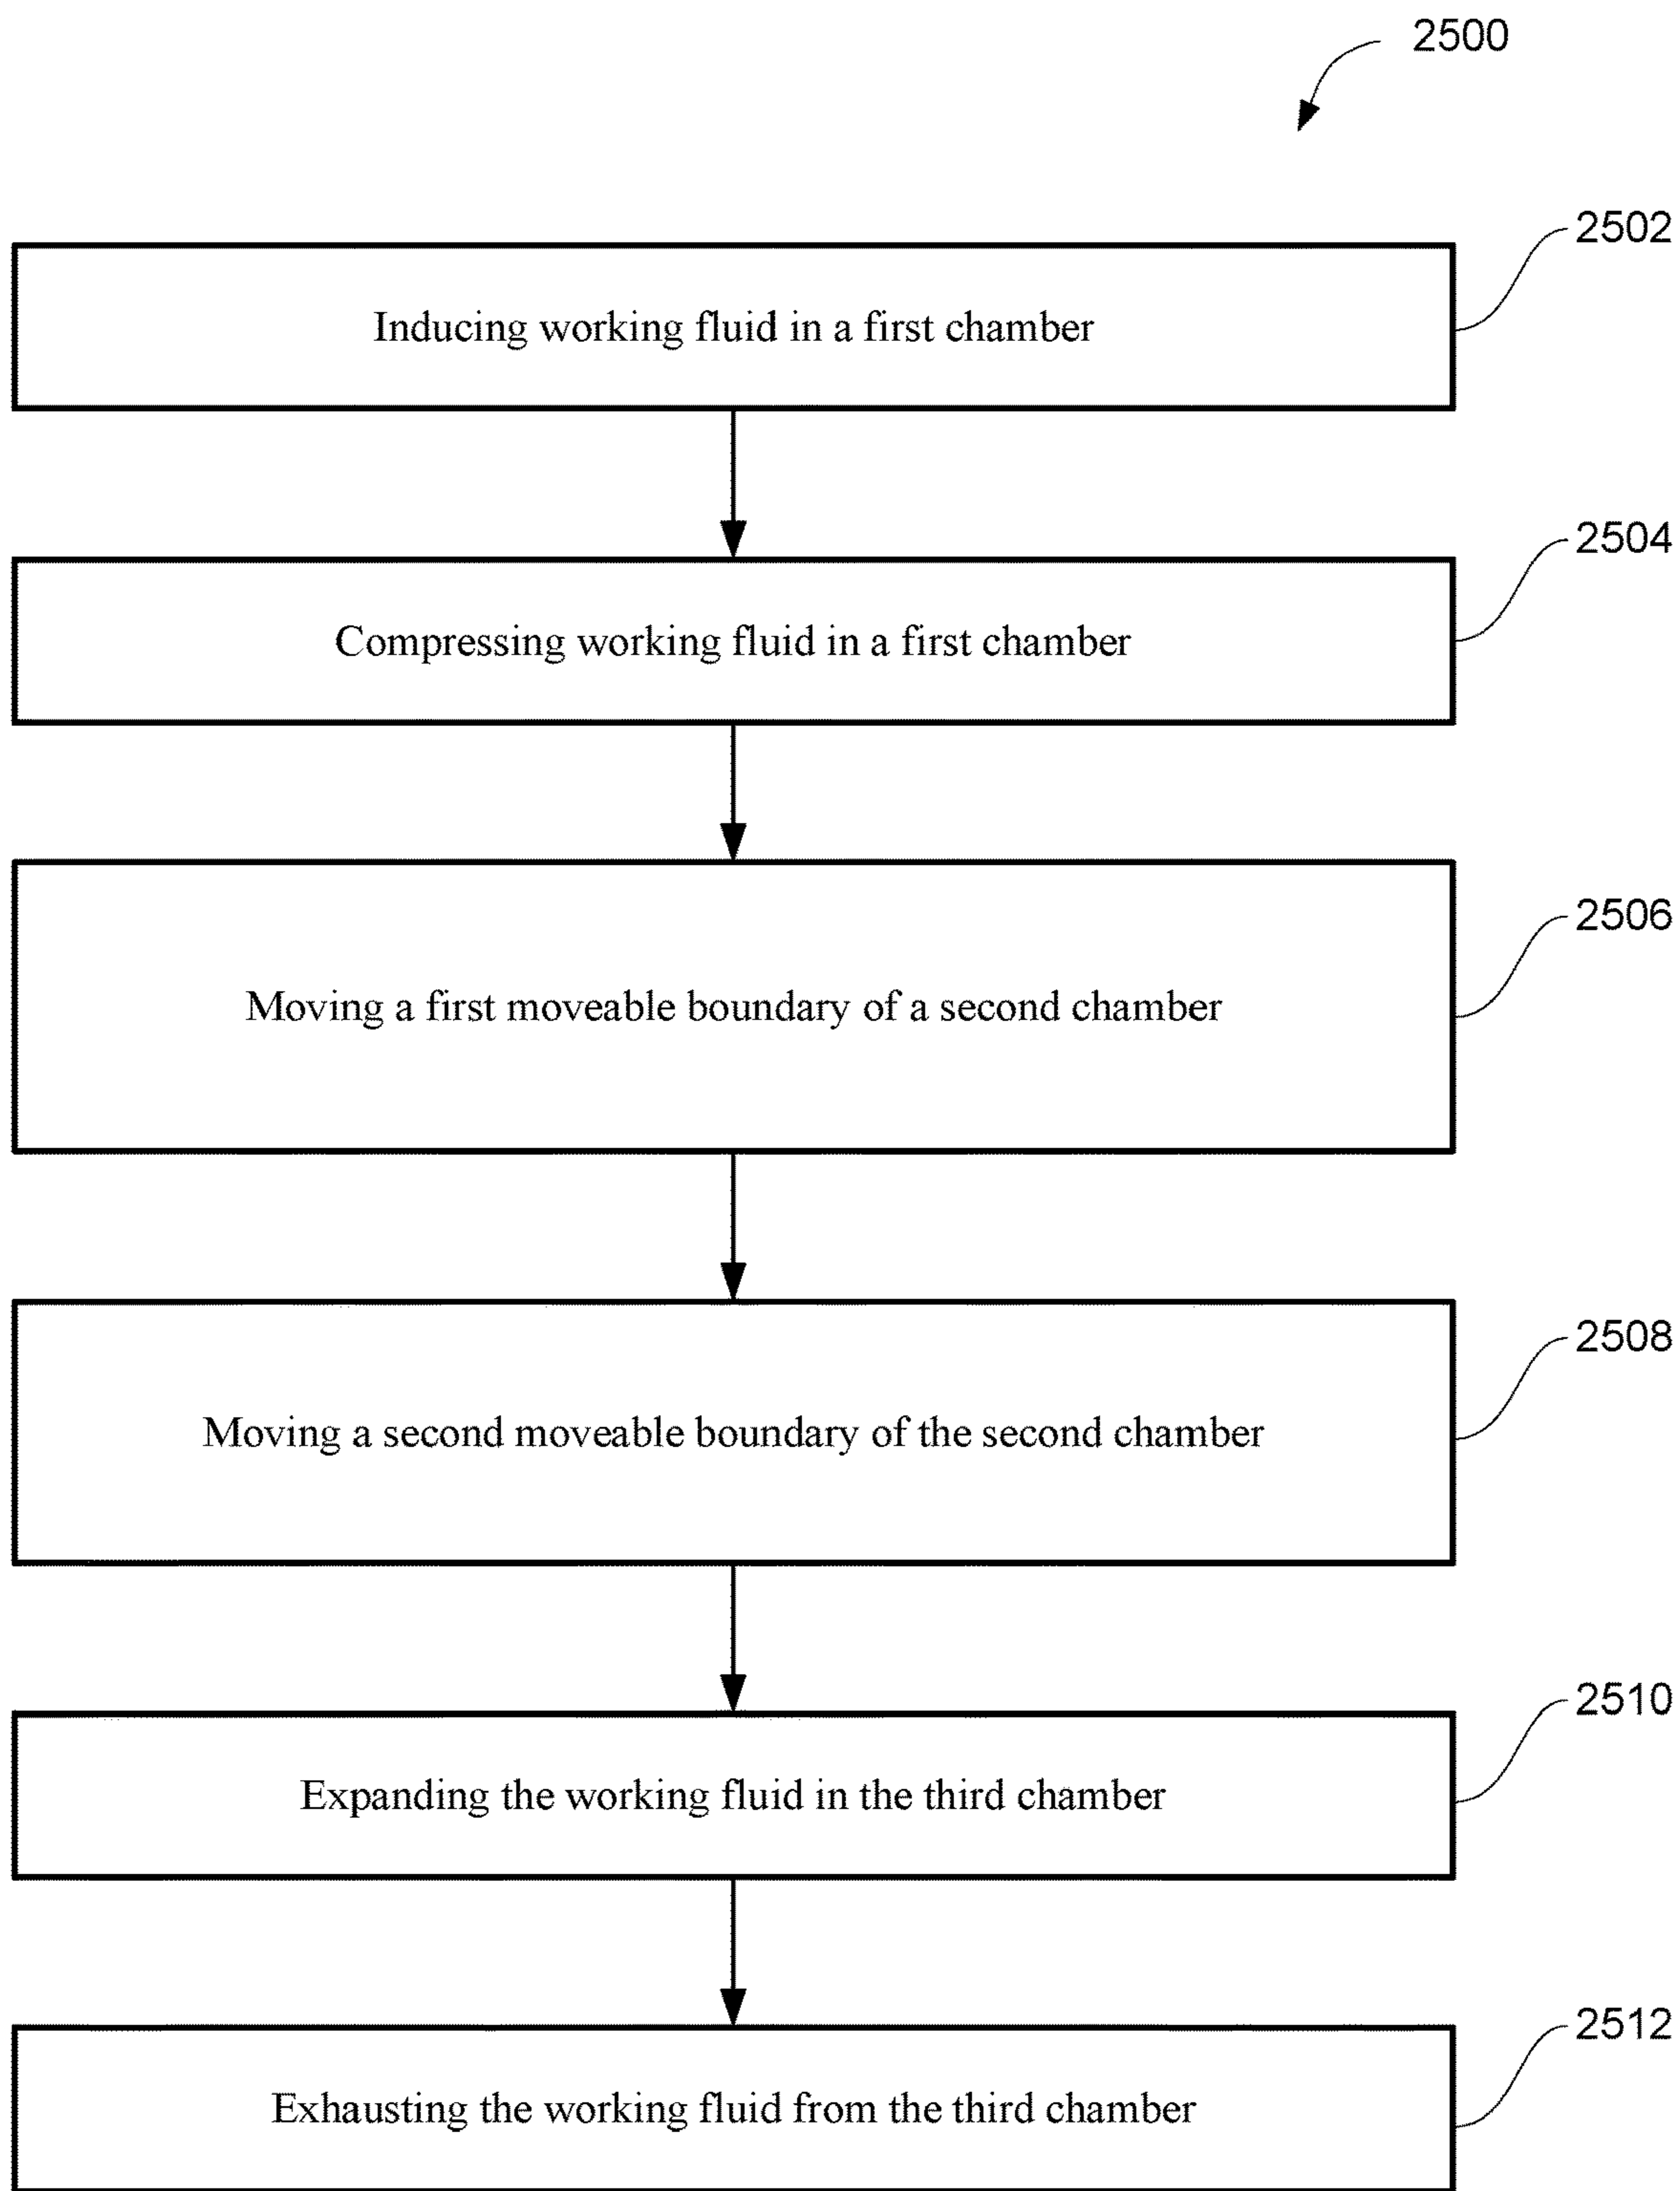 2500
2502
Inducing working fluid in a first chamber
2504
Compressing working fluid in a first chamber
2506
Moving a first moveable boundary of a second chamber
2508
Moving a second moveable boundary of the second chamber
2510
Expanding the working fluid in the third chamber
2512
Exhausting the working fluid from the third chamber